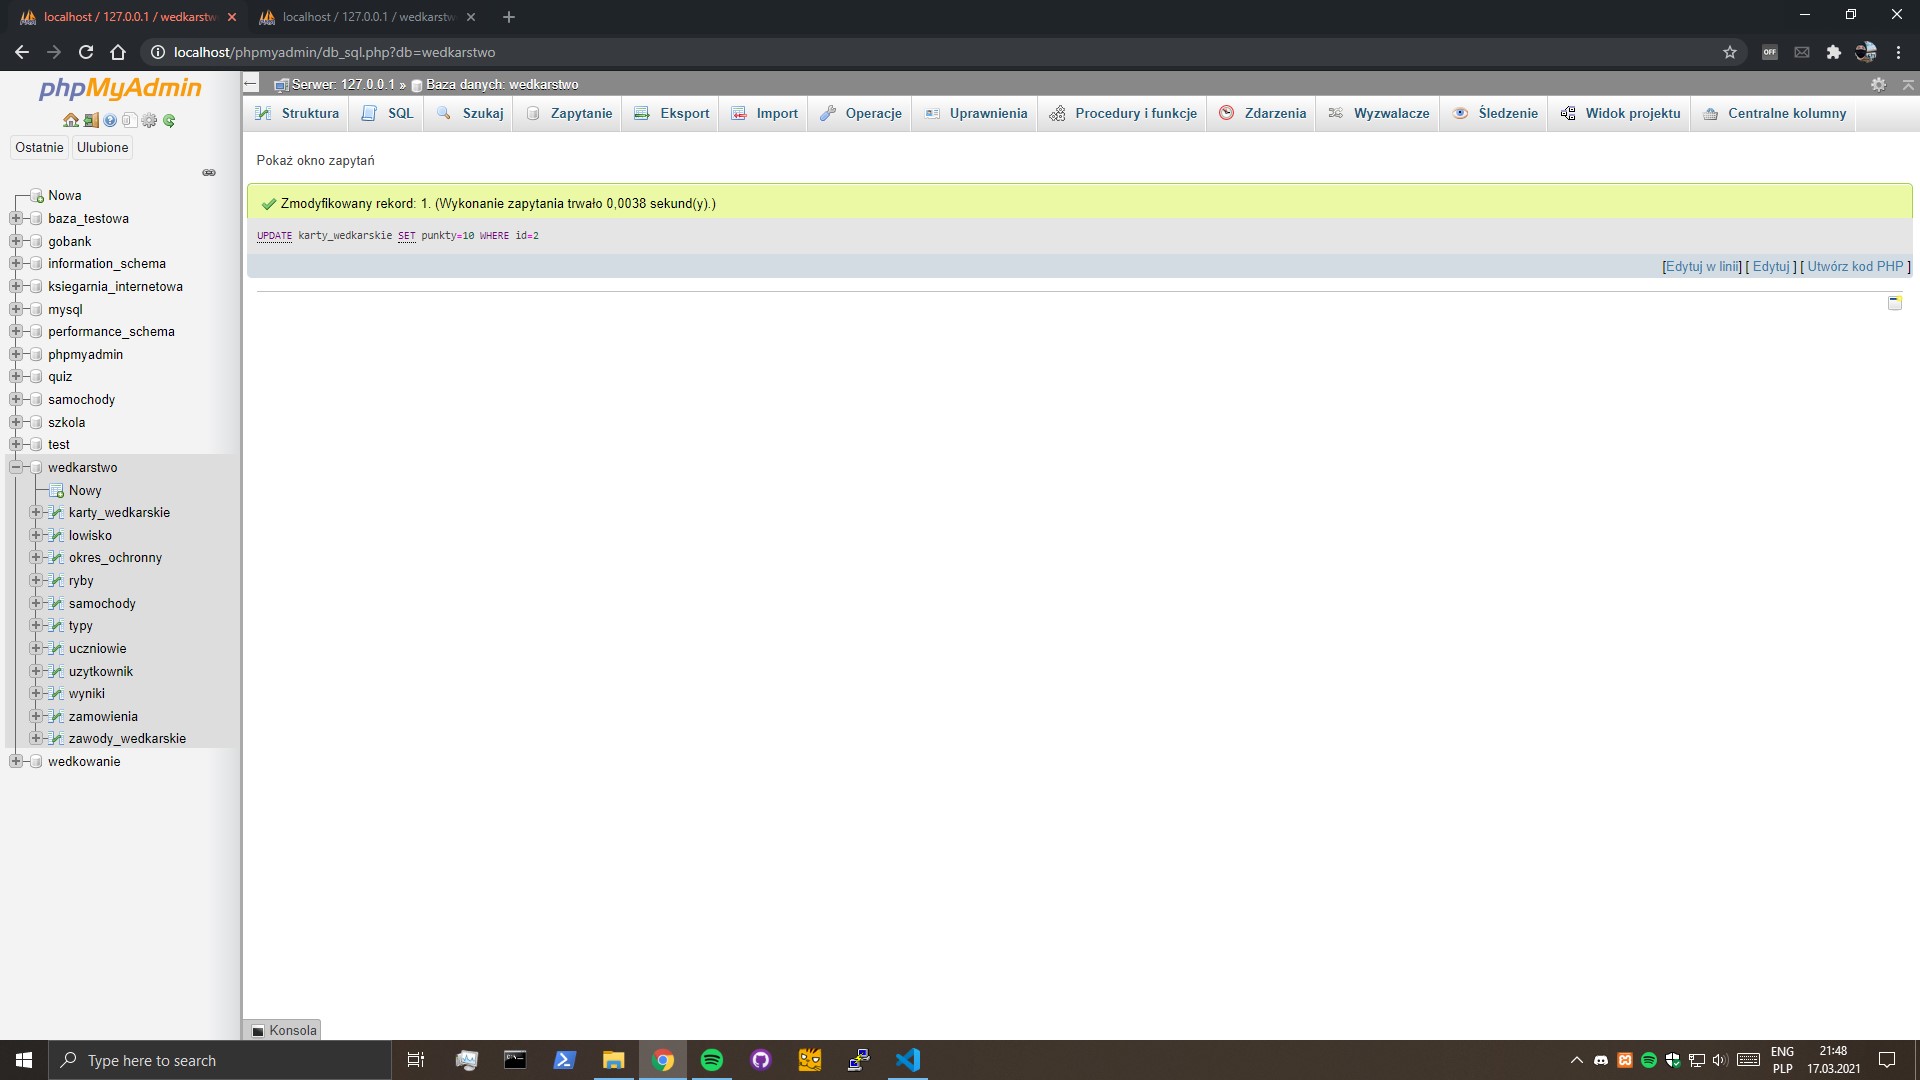 localhost / 127.0.0.1 / wedkarstw
localhost / 127.0.0.1 / wedkarstw
localhost/phpmyadmin/db_sql.php?db=wedkarstwo
OFF
phpMyAdmin
Serwer: 127.0.0.1 » Baza danych: wedkarstwo
Struktura SQL Szukaj Zapytanie Eksport Import Operacje Uprawnienia Procedury i funkcje Zdarzenia Wyzwalacze Śledzenie Widok projektu Centralne kolumny
Ostatnie Ulubione
Pokaż okno zapytań
Zmodyfikowany rekord: 1. (Wykonanie zapytania trwało 0,0038 sekund(y).)
UPDATE karty_wedkarskie SET punkty=10 WHERE id=2
[Edytuj w linii] [ Edytuj ] [ Utwórz kod PHP ]
Nowa
baza_testowa
gobank
information_schema
ksiegarnia_internetowa
mysql
performance_schema
phpmyadmin
quiz
samochody
szkola
test
wedkarstwo
Nowy
karty_wedkarskie
lowisko
okres_ochronny
ryby
samochody
typy
uczniowie
uzytkownik
wyniki
zamowienia
zawody_wedkarskie
wedkowanie
Konsola
Type here to search
ENG
PLP
21:48
17.03.2021